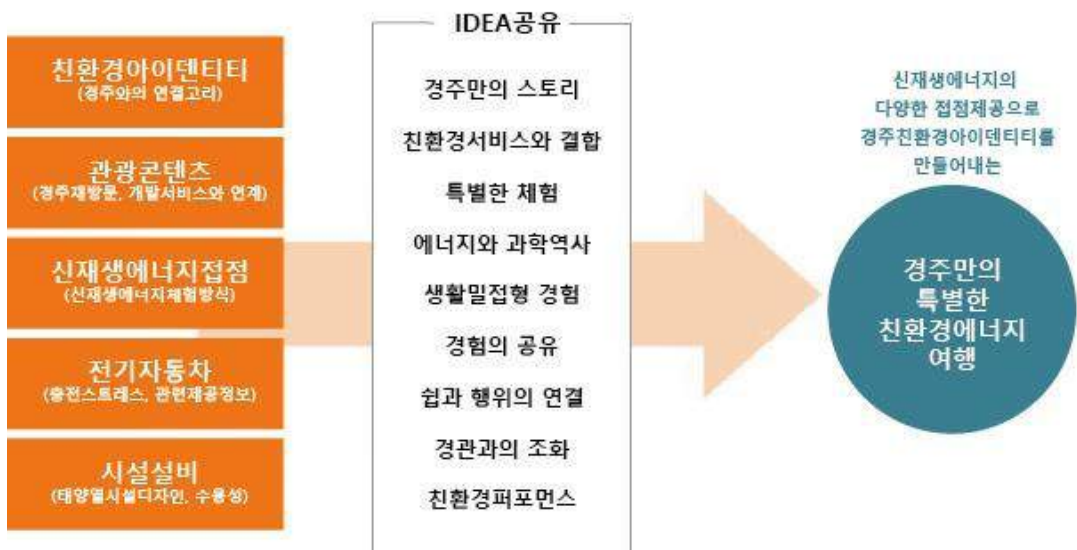 친환경아이덴티티
(경주와의 연결고리)
관광콘텐츠
(경주재방문, 개발서비스와 연계)
신재생에너지접점
(신재생에너지체험방식)
전기자동차
(충전스트레스, 관련제공정보)
시설설비
(태양열시설디자인, 수용성)
IDEA공유
경주만의 스토리
친환경서비스와 결합
특별한 체험
에너지와 과학역사
생활밀접형 경험
경험의 공유
쉽과 행위의 연결
경관과의 조화
친환경퍼포먼스
신재생에너지의
다양한 접점제공으로
경주친환경아이덴티티를
만들어내는
경주만의
특별한
친환경에너지
여행